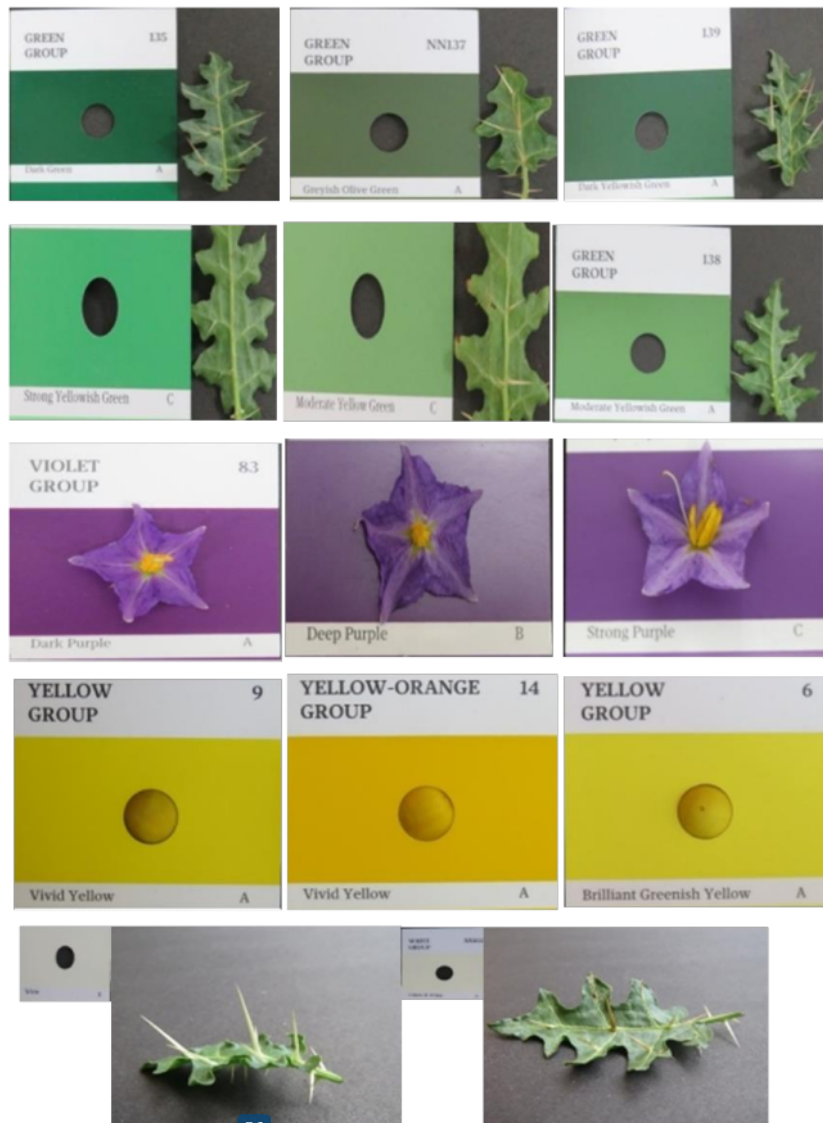 GREEN 135
GROUP
Dark Green A
GREEN NN137
GROUP
Greyish Olive Green A
GREEN 139
GROUP
Dark Yellowish Green A
Strong Yellowish Green C
Moderate Yellow Green C
GREEN 138
GROUP
Moderate Yellowish Green A
VIOLET 83
GROUP
Dark Purple A
Deep Purple B
Strong Purple C
YELLOW 9
GROUP
Vivid Yellow A
YELLOW-ORANGE 14
GROUP
Vivid Yellow A
YELLOW 6
GROUP
Brilliant Greenish Yellow A
WHITE
GROUP